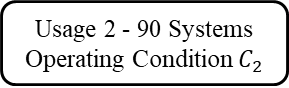 Usage 2 - 90 Systems
Operating Condition C₂